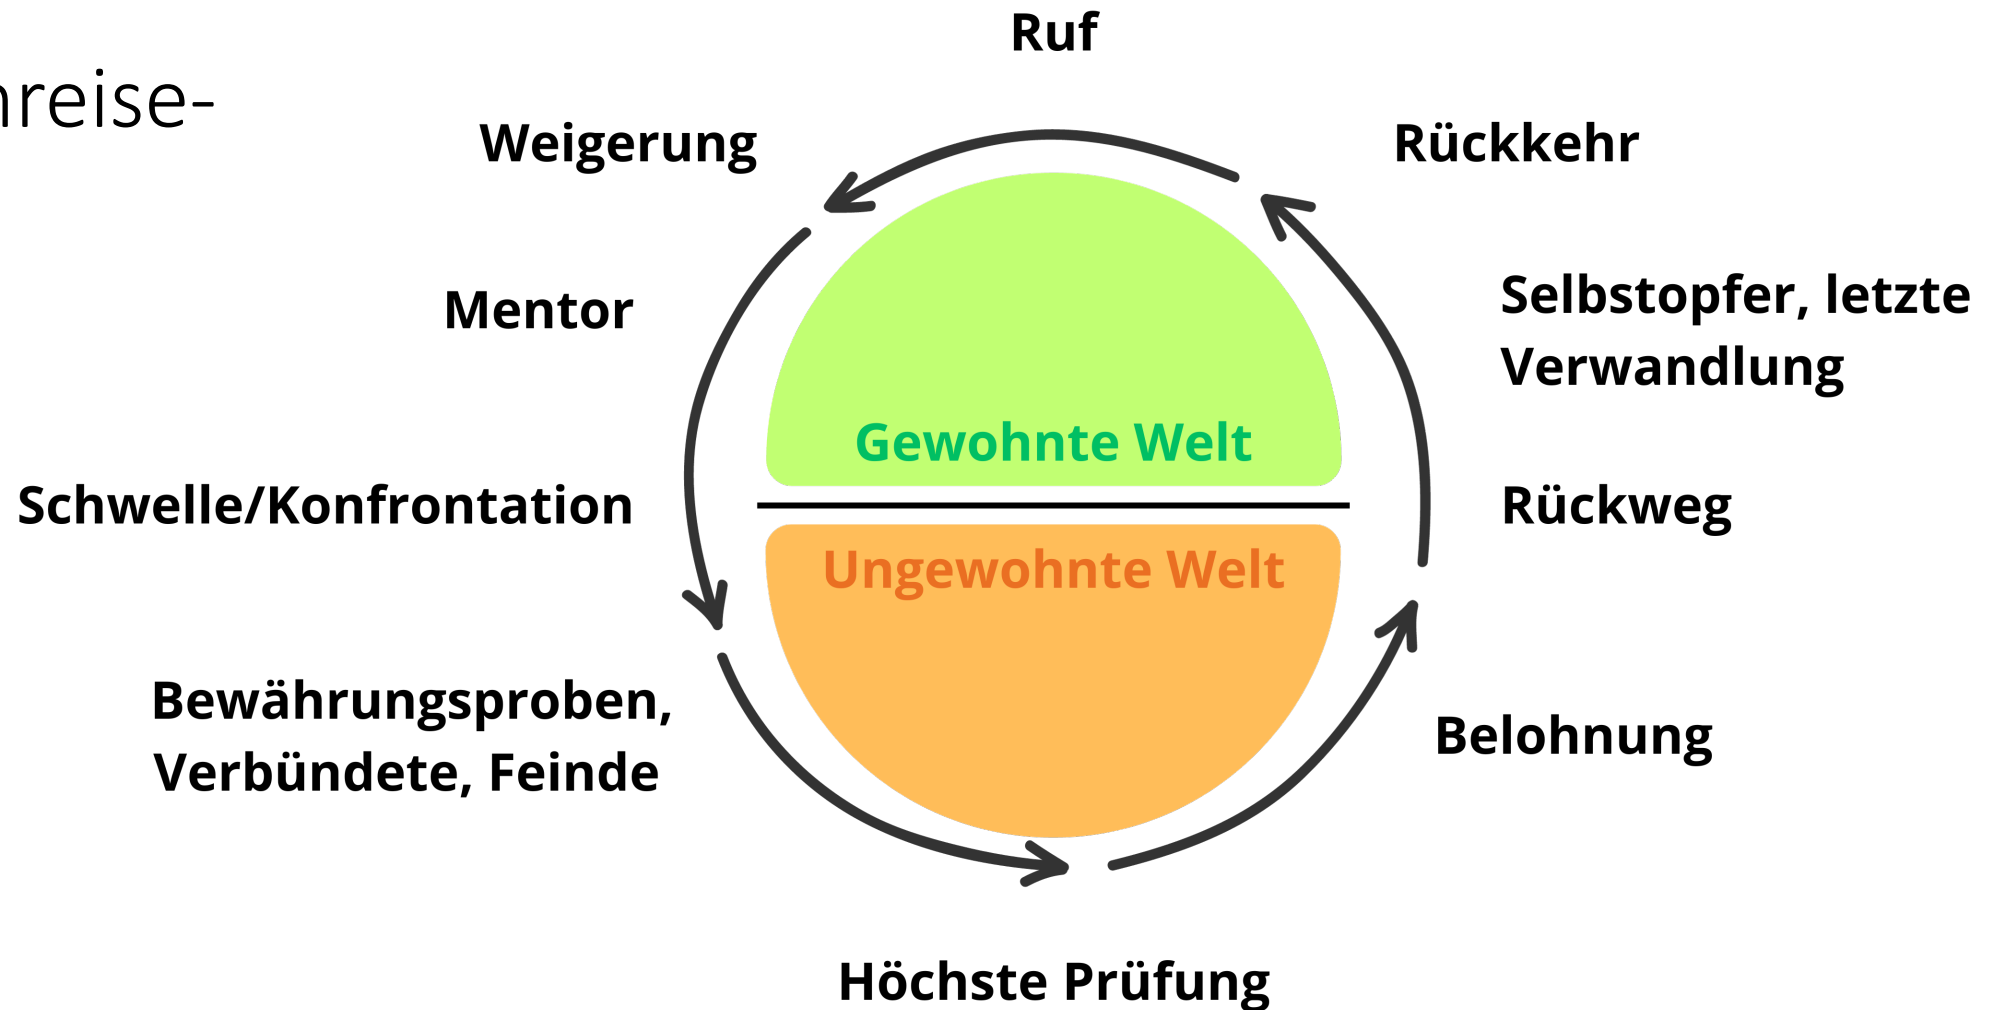 Ruf
nreise-
Weigerung
Rückkehr
Mentor
Selbstopfer, letzte
Verwandlung
Gewohnte Welt
Schwelle/Konfrontation
Rückweg
Ungewohnte Welt
Bewährungsproben,
Verbündete, Feinde
Belohnung
Höchste Prüfung